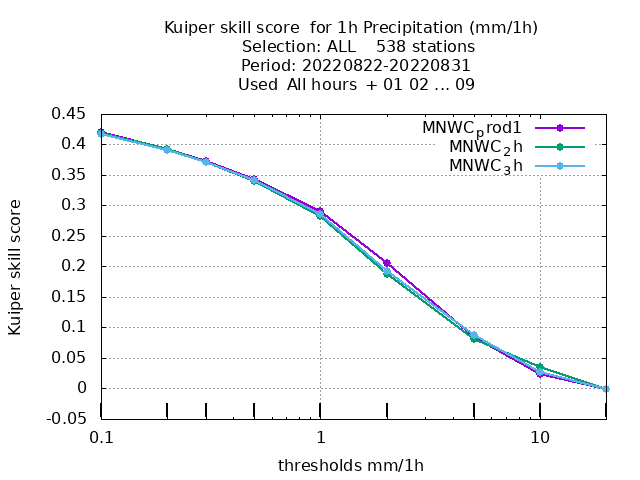 Kuiper skill score  for 1h Precipitation (mm/1h)
Selection: ALL    538 stations
Period: 20220822-20220831
Used  All hours  + 01 02 ... 09
MNWC_prod1
MNWC_2h
MNWC_3h
Kuiper skill score
0.45
0.4
0.35
0.3
0.25
0.2
0.15
0.1
0.05
0
-0.05
0.1 1 10
thresholds mm/1h